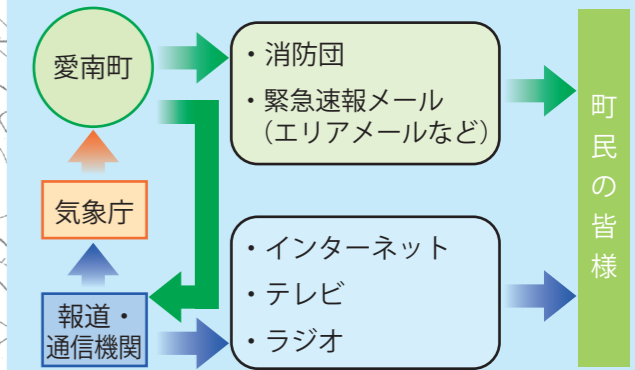 愛南町
・消防団
・緊急速報メール
（エリアメールなど）
気象庁
報道・
通信機関
・インターネット
・テレビ
・ラジオ
町民の皆様